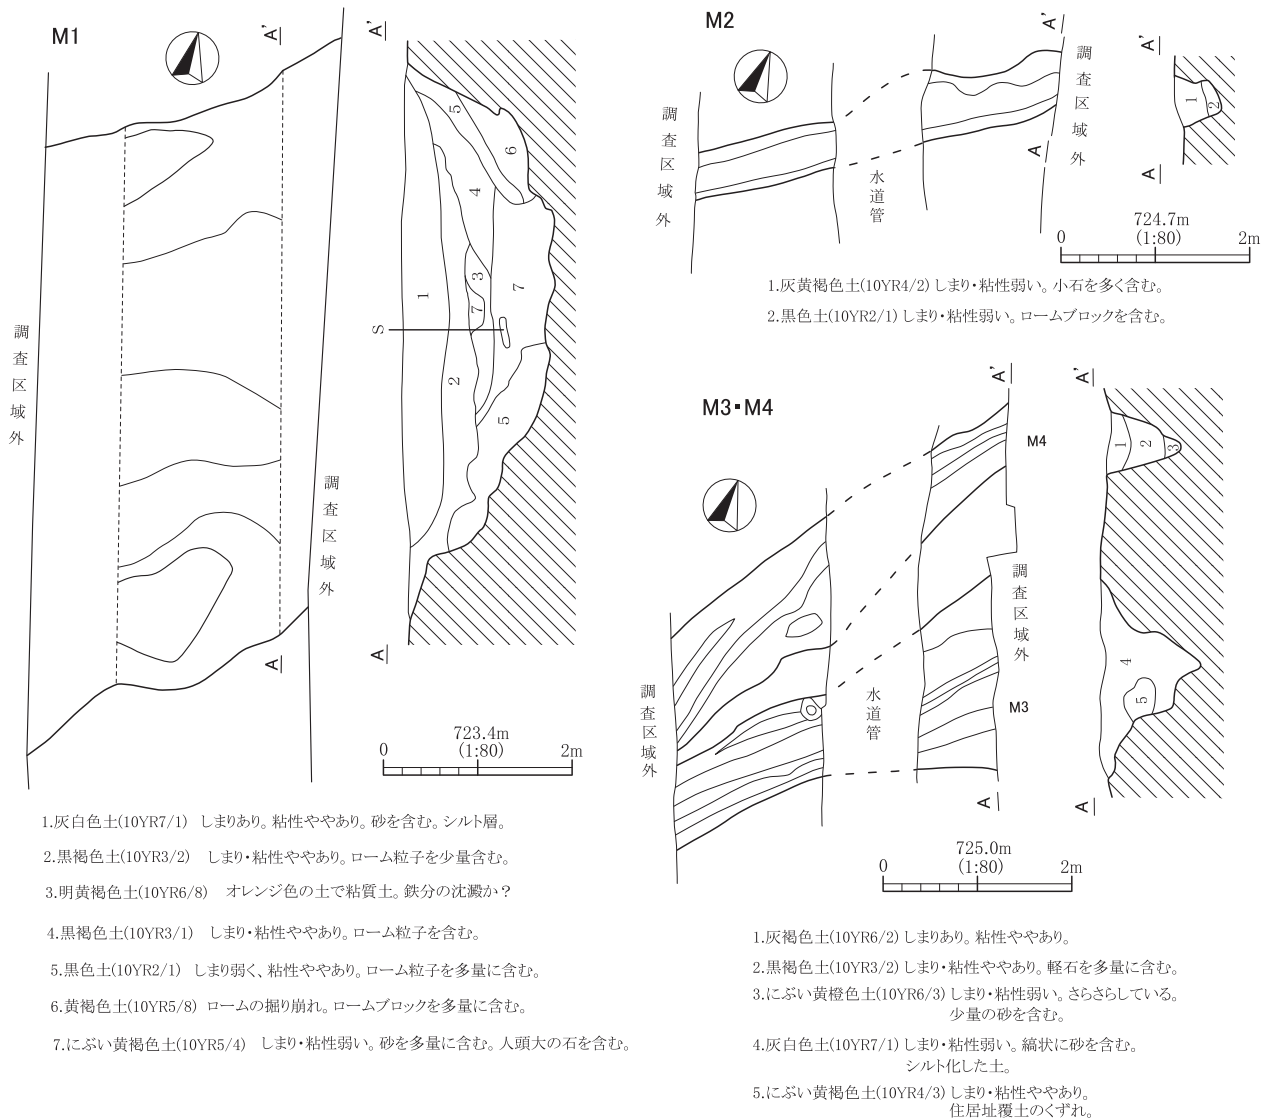 M1
A'
A'
5
6
4
1
3
7
7
S
2
5
A
A
調査区域外
調査区域外
723.4m
0 (1:80) 2m
1.灰白色土(10YR7/1) しまりあり。粘性ややあり。砂を含む。シルト層。
2.黒褐色土(10YR3/2) しまり・粘性ややあり。ローム粒子を少量含む。
3.明黄褐色土(10YR6/8) オレンジ色の土で粘質土。鉄分の沈澱か？
4.黒褐色土(10YR3/1) しまり・粘性ややあり。ローム粒子を含む。
5.黒色土(10YR2/1) しまり弱く、粘性ややあり。ローム粒子を多量に含む。
6.黄褐色土(10YR5/8) ロームの掘り崩れ。ロームブロックを多量に含む。
7.にぶい黄褐色土(10YR5/4) しまり・粘性弱い。砂を多量に含む。人頭大の石を含む。
M2
A'
A'
調査区域外
調査区域外
水道管
1
2
A
A
724.7m
0 (1:80) 2m
1.灰黄褐色土(10YR4/2) しまり・粘性弱い。小石を多く含む。
2.黒色土(10YR2/1) しまり・粘性弱い。ロームブロックを含む。
M3・M4
A'
A'
M4
1
2
3
調査区域外
調査区域外
水道管
4
5
M3
A
A
725.0m
0 (1:80) 2m
1.灰褐色土(10YR6/2) しまりあり。粘性ややあり。
2.黒褐色土(10YR3/2) しまり・粘性ややあり。軽石を多量に含む。
3.にぶい黄橙色土(10YR6/3) しまり・粘性弱い。さらさらしている。
少量の砂を含む。
4.灰白色土(10YR7/1) しまり・粘性弱い。縞状に砂を含む。
シルト化した土。
5.にぶい黄褐色土(10YR4/3) しまり・粘性ややあり。
住居址覆土のくずれ。